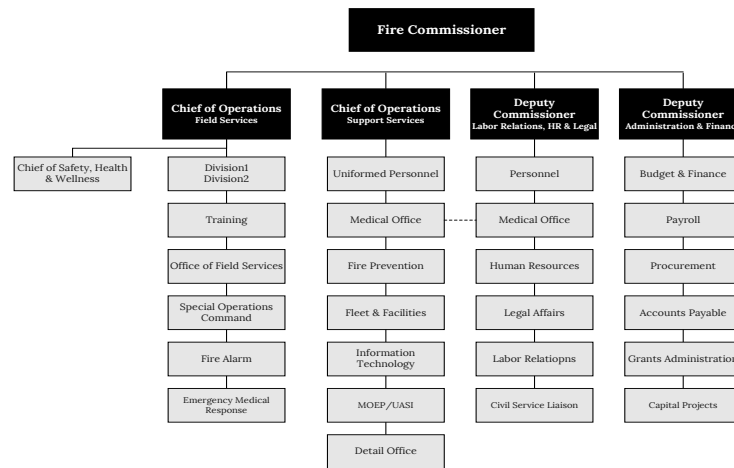 Fire Commissioner
Chief of Operations
Field Services
Chief of Operations
Support Services
Deputy
Commissioner
Labor Relations, HR & Legal
Deputy
Commissioner
Administration & Finance
Chief of Safety, Health
& Wellness
Division1
Division2
Uniformed Personnel
Personnel
Budget & Finance
Training
Medical Office
Medical Office
Payroll
Office of Field Services
Fire Prevention
Human Resources
Procurement
Special Operations
Command
Fleet & Facilities
Legal Affairs
Accounts Payable
Fire Alarm
Information
Technology
Labor Relatiopns
Grants Administration
Emergency Medical
Response
MOEP/UASI
Civil Service Liaison
Capital Projects
Detail Office